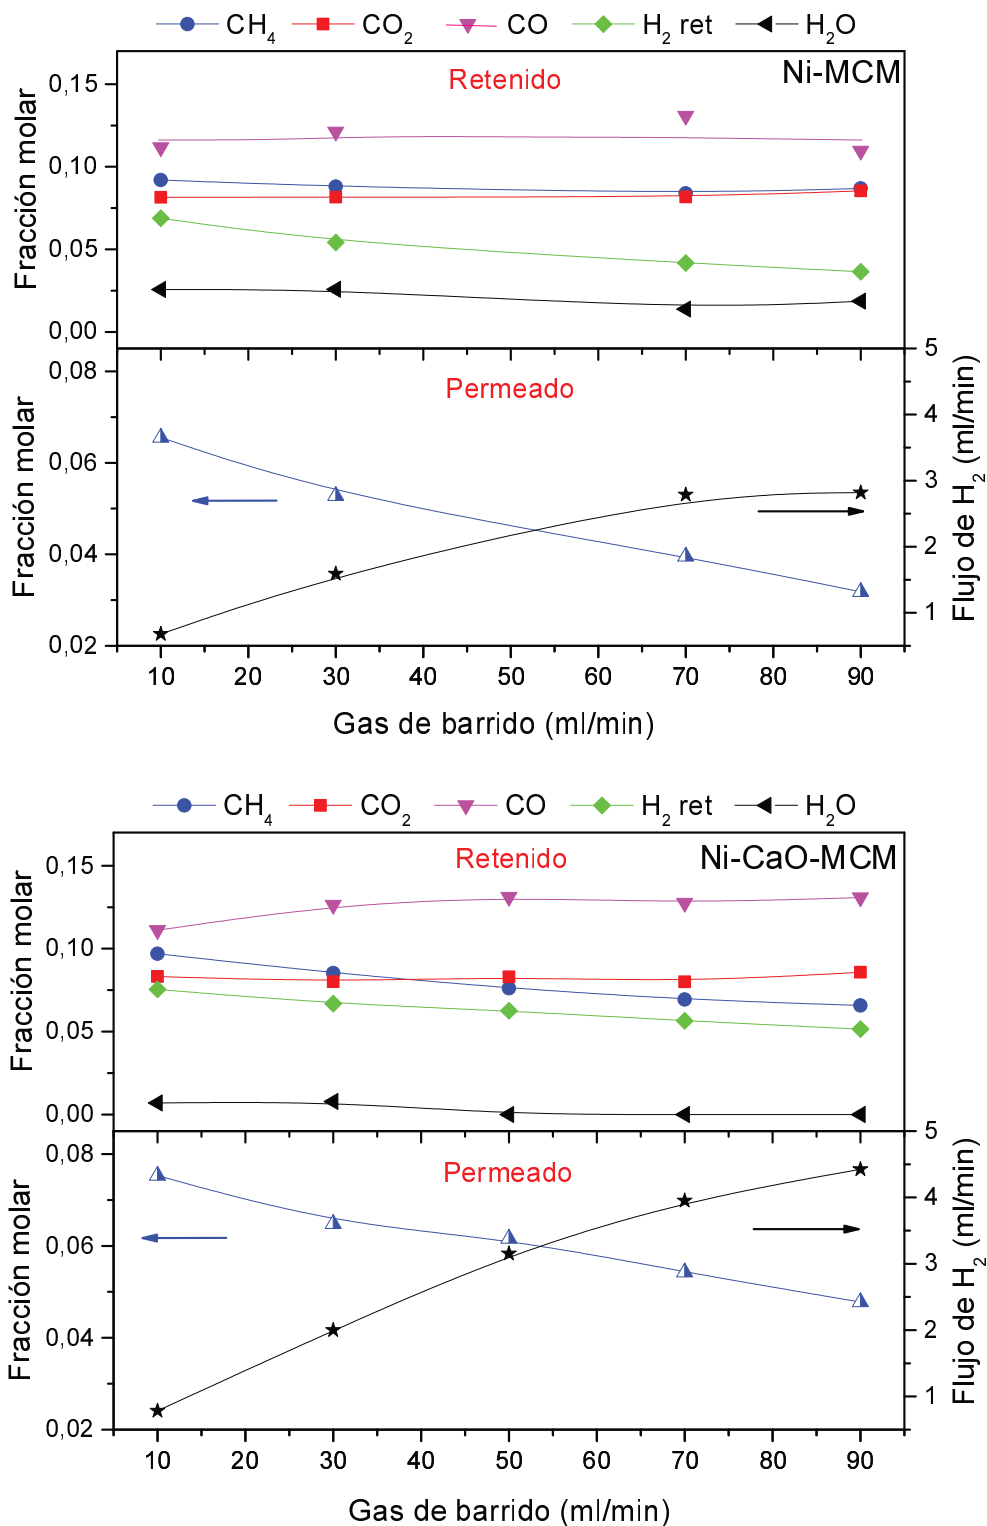 CH4 CO2 CO H2 ret H2O
Retenido Ni-MCM
Fracción molar
0,15
0,10
0,05
0,00
Permeado
Fracción molar
0,08
0,06
0,04
0,02
5
4
3
2
1
Flujo de H2 (ml/min)
10 20 30 40 50 60 70 80 90
Gas de barrido (ml/min)
CH4 CO2 CO H2 ret H2O
Retenido Ni-CaO-MCM
Fracción molar
0,15
0,10
0,05
0,00
Permeado
Fracción molar
0,08
0,06
0,04
0,02
5
4
3
2
1
Flujo de H2 (ml/min)
10 20 30 40 50 60 70 80 90
Gas de barrido (ml/min)